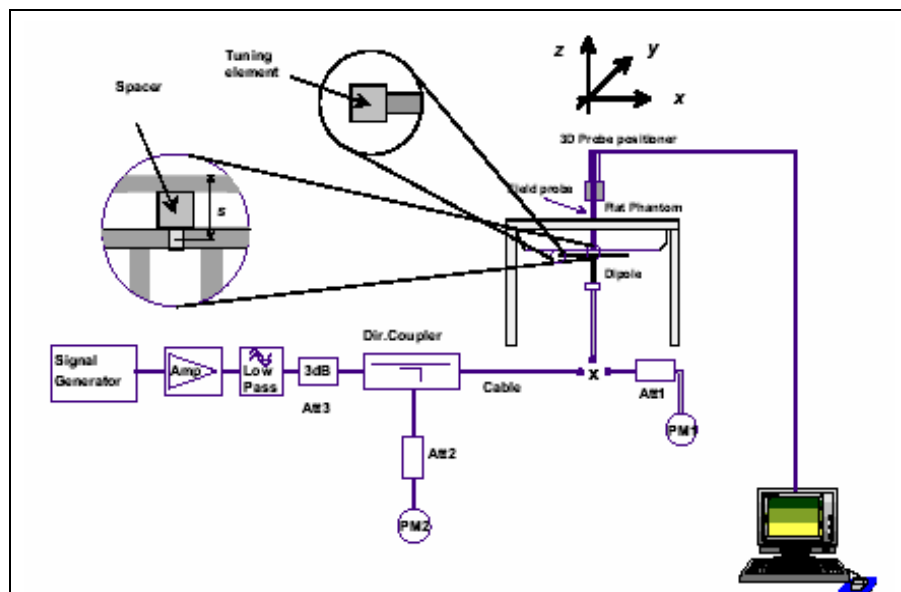 Tuning
element
Spacer
z
y
x
3D Probe positioner
Field probe
Flat Phantom
s
Dipole
Dir.Coupler
Signal
Generator
Amp
Low
Pass
3dB
Cable
x
Att1
Att3
PM1
Att2
PM2